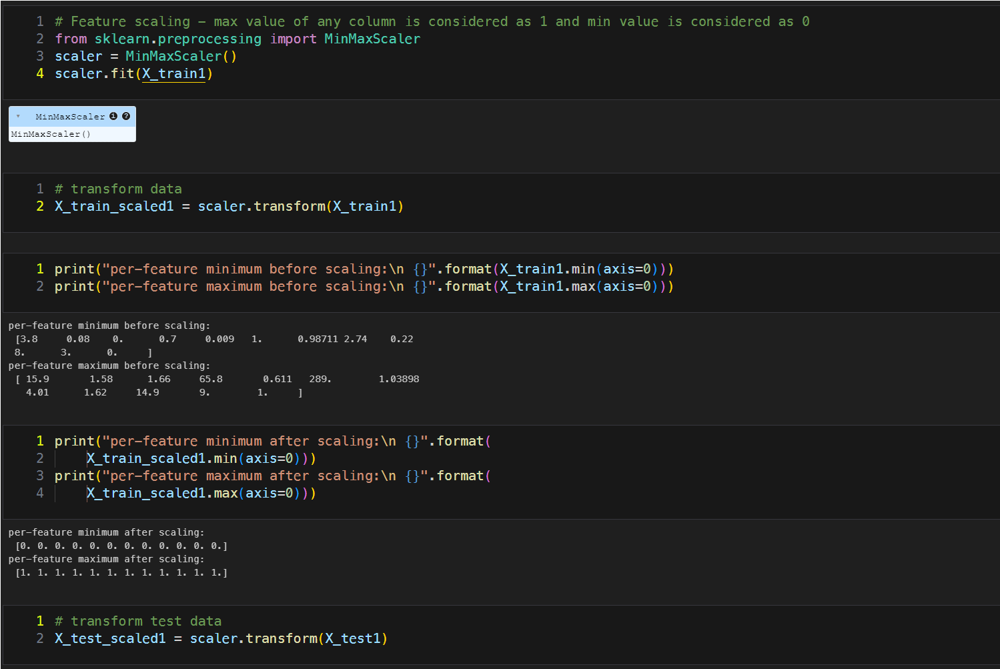 1 # Feature scaling - max value of any column is considered as 1 and min value is considered as 0
2 from sklearn.preprocessing import MinMaxScaler
3 scaler = MinMaxScaler()
4 scaler.fit(X_train1)
▾ MinMaxScaler i ?
MinMaxScaler()
1 # transform data
2 X_train_scaled1 = scaler.transform(X_train1)
1 print("per-feature minimum before scaling:\n {}".format(X_train1.min(axis=0)))
2 print("per-feature maximum before scaling:\n {}".format(X_train1.max(axis=0)))
per-feature minimum before scaling:
[3.8 0.08 0. 0.7 0.009 1. 0.98711 2.74 0.22
8. 3. 0. ]
per-feature maximum before scaling:
[ 15.9 1.58 1.66 65.8 0.611 289. 1.03898
4.01 1.62 14.9 9. 1. ]
1 print("per-feature minimum after scaling:\n {}".format(
2 X_train_scaled1.min(axis=0)))
3 print("per-feature maximum after scaling:\n {}".format(
4 X_train_scaled1.max(axis=0)))
per-feature minimum after scaling:
[0. 0. 0. 0. 0. 0. 0. 0. 0. 0. 0. 0.]
per-feature maximum after scaling:
[1. 1. 1. 1. 1. 1. 1. 1. 1. 1. 1. 1.]
1 # transform test data
2 X_test_scaled1 = scaler.transform(X_test1)